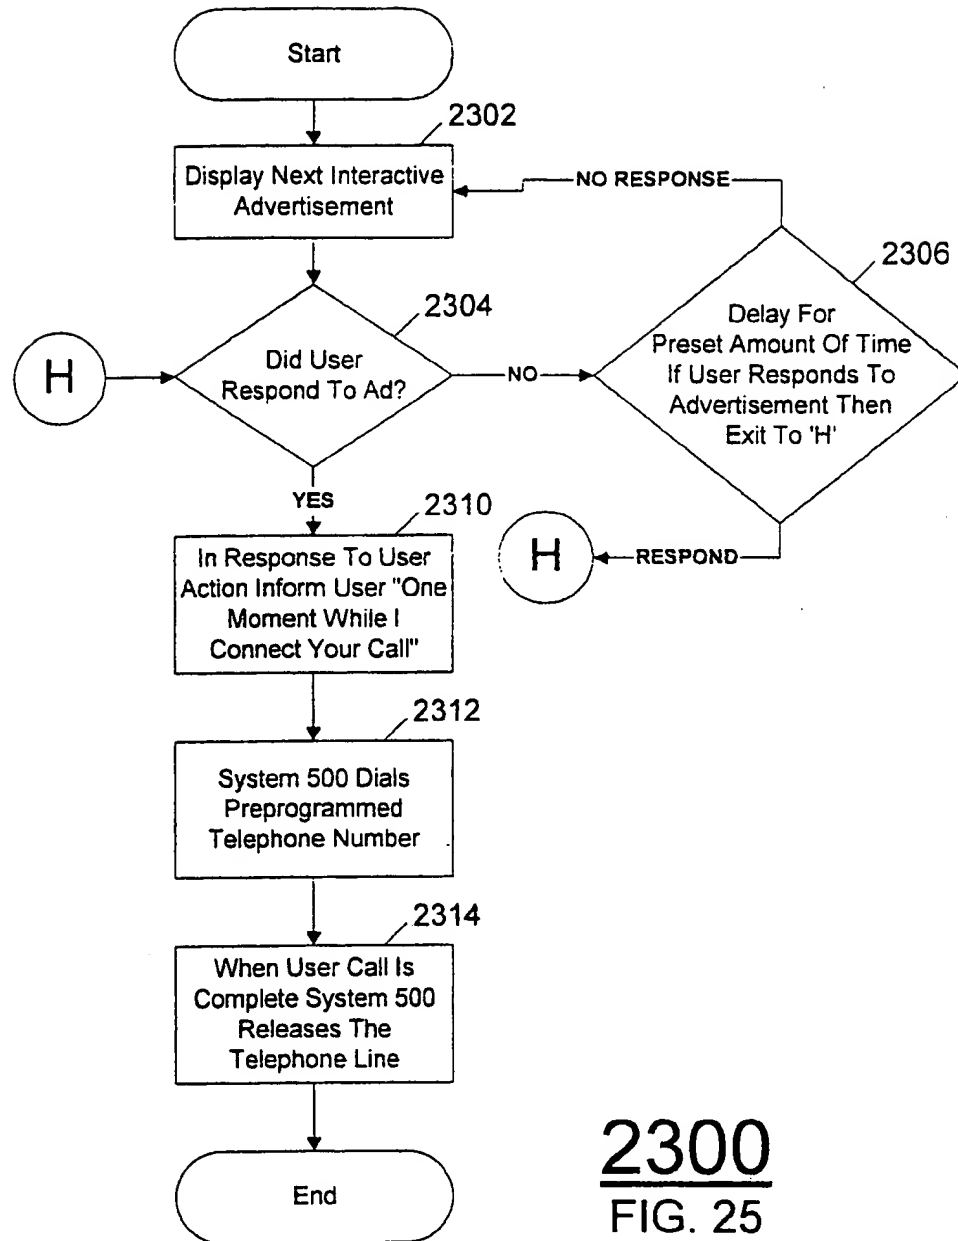 Start
2302
Display Next Interactive
Advertisement
NO RESPONSE
2304
2306
H
Did User
Respond To Ad?
NO
Delay For
Preset Amount Of Time
If User Responds To
Advertisement Then
Exit To 'H'
YES
2310
H
RESPOND
In Response To User
Action Inform User "One
Moment While I
Connect Your Call"
2312
System 500 Dials
Preprogrammed
Telephone Number
2314
When User Call Is
Complete System 500
Releases The
Telephone Line
End
2300
FIG. 25